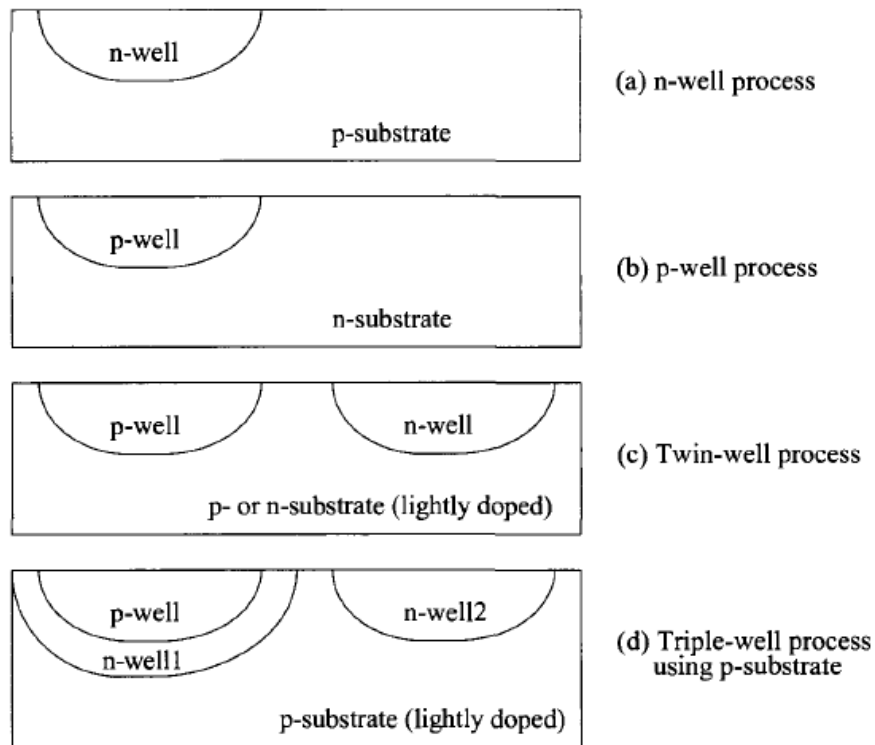 n-well
p-substrate
(a) n-well process
p-well
n-substrate
(b) p-well process
p-well
n-well
p- or n-substrate (lightly doped)
(c) Twin-well process
p-well
n-well2
n-well1
p-substrate (lightly doped)
(d) Triple-well process
using p-substrate